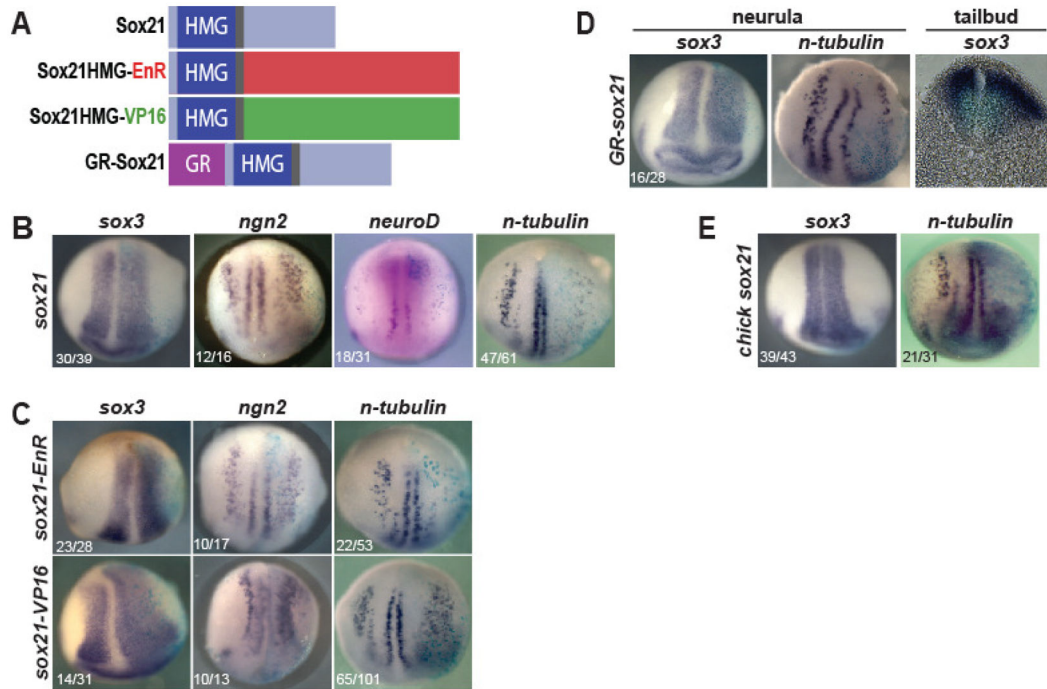 A
Sox21
HMG
Sox21HMG-EnR
HMG
Sox21HMG-VP16
HMG
GR-Sox21
GR
HMG
B
sox3
ngn2
neuroD
n-tubulin
sox21
30/39
12/16
18/31
47/61
C
sox3
ngn2
n-tubulin
sox21-EnR
23/28
10/17
22/53
sox21-VP16
14/31
10/13
65/101
D
neurula
tailbud
sox3
n-tubulin
sox3
GR-sox21
16/28
E
sox3
n-tubulin
chick sox21
39/43
21/31